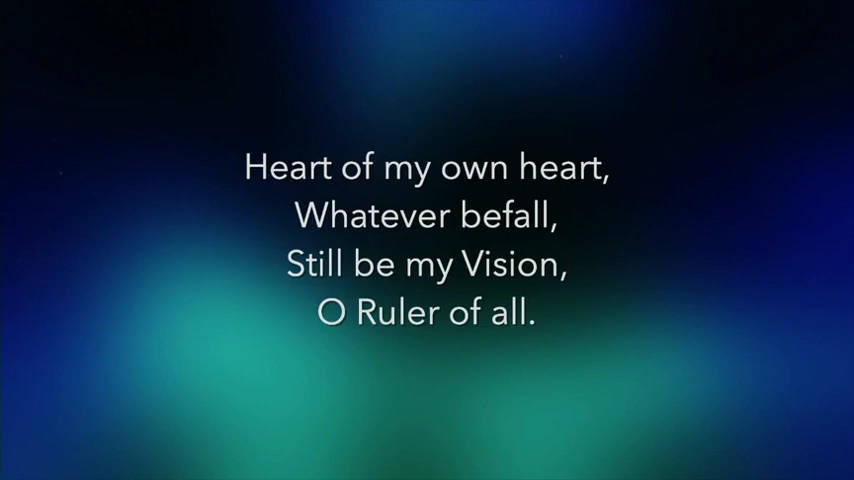 Heart of my own heart,
Whatever befall,
Still be my Vision,
O Ruler of all.